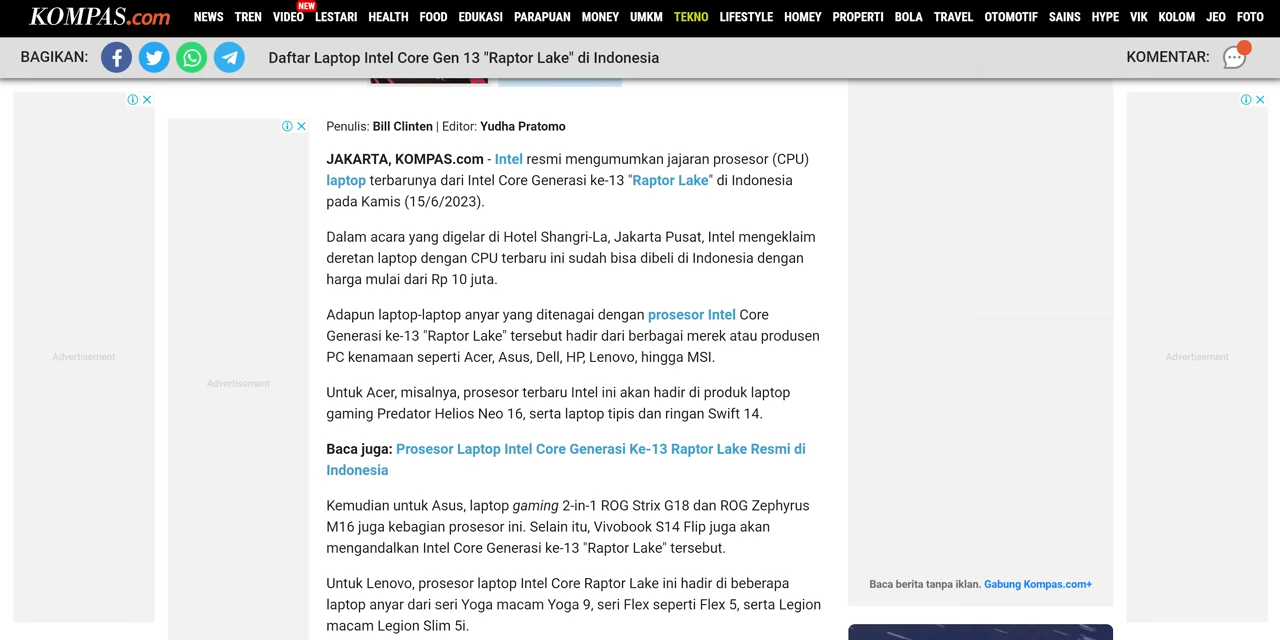 KOMPAS.com NEWS TREN VIDEO NEW LESTARI HEALTH FOOD EDUKASI PARAPUAN MONEY UMKM TEKNO LIFESTYLE HOMEY PROPERTI BOLA TRAVEL OTOMOTIF SAINS HYPE VIK KOLOM JEO FOTO
BAGIKAN: Daftar Laptop Intel Core Gen 13 "Raptor Lake" di Indonesia KOMENTAR:
Penulis: Bill Clinten | Editor: Yudha Pratomo
JAKARTA, KOMPAS.com - Intel resmi mengumumkan jajaran prosesor (CPU)
laptop terbarunya dari Intel Core Generasi ke-13 "Raptor Lake" di Indonesia
pada Kamis (15/6/2023).
Dalam acara yang digelar di Hotel Shangri-La, Jakarta Pusat, Intel mengeklaim
deretan laptop dengan CPU terbaru ini sudah bisa dibeli di Indonesia dengan
harga mulai dari Rp 10 juta.
Adapun laptop-laptop anyar yang ditenagai dengan prosesor Intel Core
Generasi ke-13 "Raptor Lake" tersebut hadir dari berbagai merek atau produsen
PC kenamaan seperti Acer, Asus, Dell, HP, Lenovo, hingga MSI.
Untuk Acer, misalnya, prosesor terbaru Intel ini akan hadir di produk laptop
gaming Predator Helios Neo 16, serta laptop tipis dan ringan Swift 14.
Baca juga: Prosesor Laptop Intel Core Generasi Ke-13 Raptor Lake Resmi di
Indonesia
Kemudian untuk Asus, laptop gaming 2-in-1 ROG Strix G18 dan ROG Zephyrus
M16 juga kebagian prosesor ini. Selain itu, Vivobook S14 Flip juga akan
mengandalkan Intel Core Generasi ke-13 "Raptor Lake" tersebut.
Untuk Lenovo, prosesor laptop Intel Core Raptor Lake ini hadir di beberapa
laptop anyar dari seri Yoga macam Yoga 9, seri Flex seperti Flex 5, serta Legion
macam Legion Slim 5i.
Advertisement
Advertisement
Advertisement
Baca berita tanpa iklan. Gabung Kompas.com+